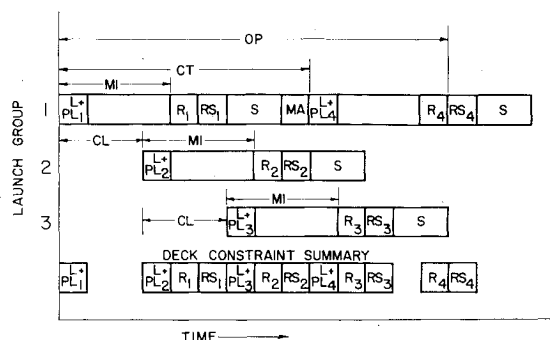 OP
CT
MI
L+ PL1 R1 RS1 S MA L+ PL4 R4 RS4 S
1
CL MI
2
L+ PL2 R2 RS2 S
MI
CL
3
L+ PL3 R3 RS3 S
LAUNCH GROUP
DECK CONSTRAINT SUMMARY
L+ PL1 L+ PL2 R1 RS1 L+ PL3 R2 RS2 L+ PL4 R3 RS3 R4 RS4
TIME